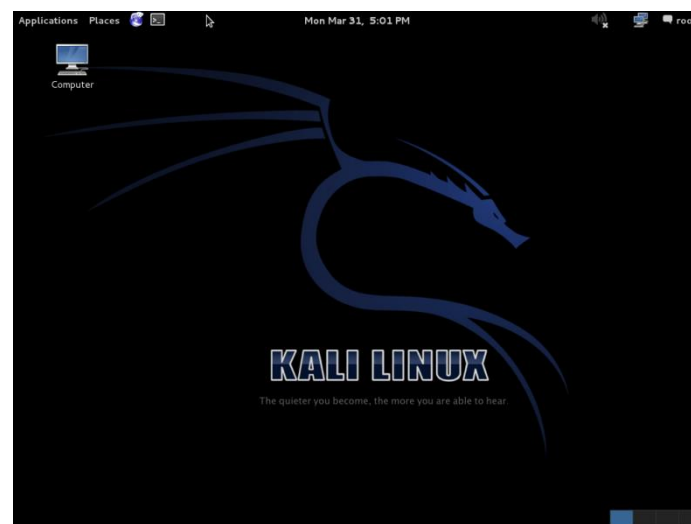 Applications Places Mon Mar 31, 5:01 PM roo
Computer
KALI LINUX
The quieter you become, the more you are able to hear.